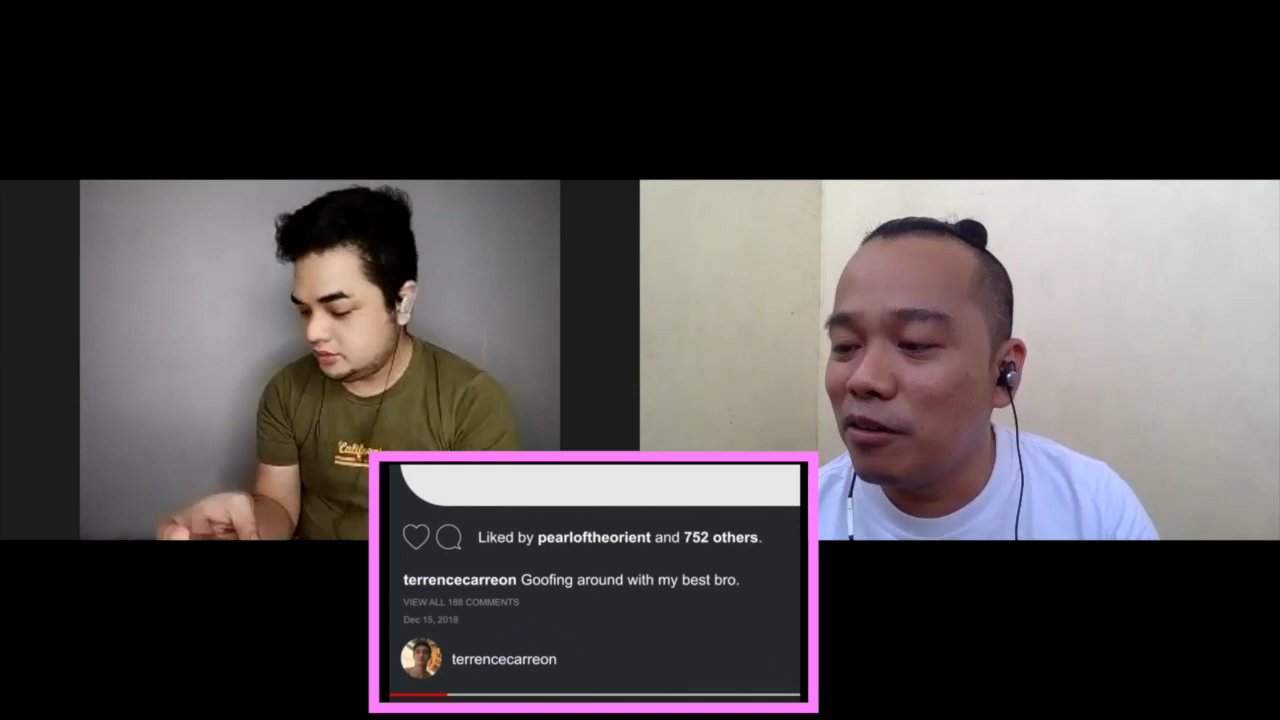 Liked by pearloftheorient and 752 others.
terrencecarreon Goofing around with my best bro.
VIEW ALL 188 COMMENTS
Dec 15, 2018
terrencecarreon